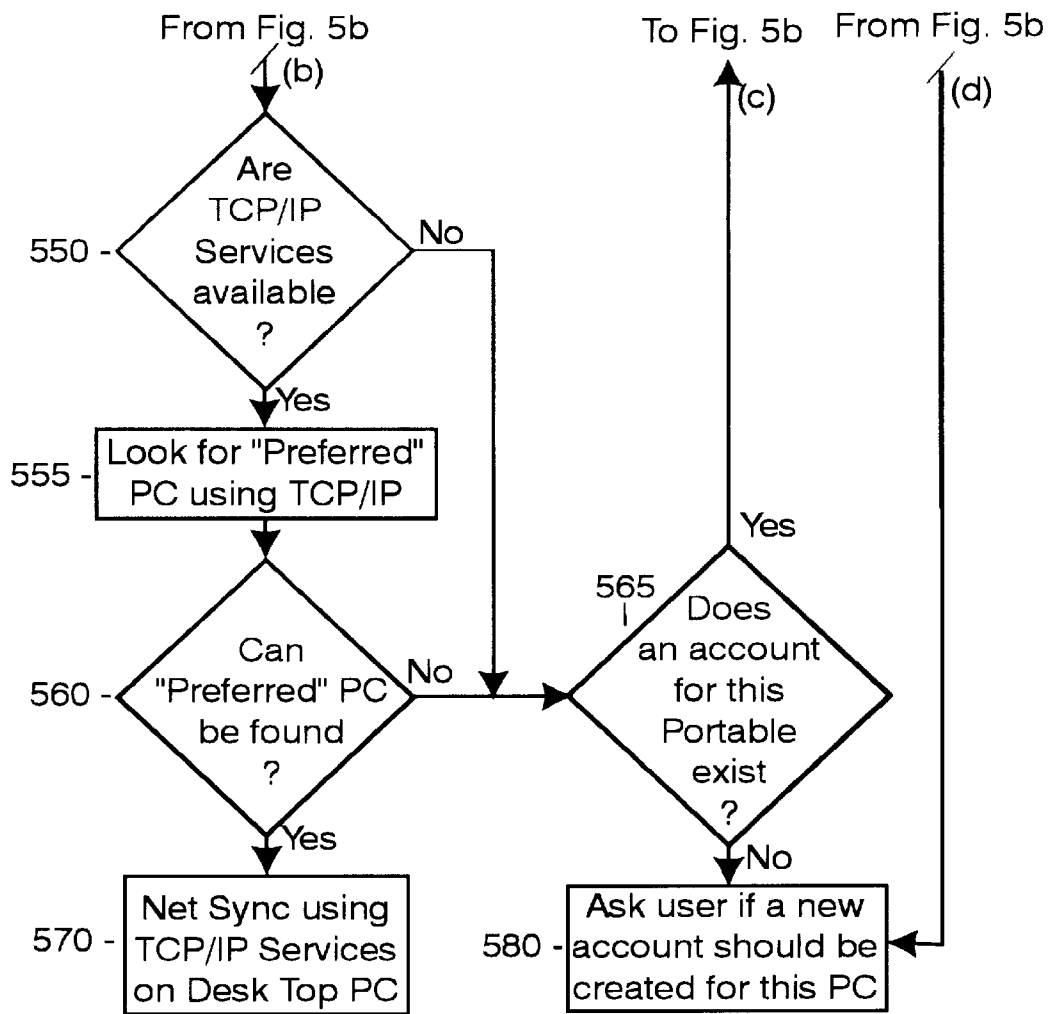 From Fig. 5b
(b)
To Fig. 5b
(c)
From Fig. 5b
(d)
Are
TCP/IP
Services
available
?
550 -
No
Yes
Look for "Preferred"
PC using TCP/IP
555 -
Can
"Preferred" PC
be found
?
560 -
No
Yes
Net Sync using
TCP/IP Services
on Desk Top PC
570 -
565
Does
an account
for this
Portable
exist
?
Yes
No
Ask user if a new
account should be
created for this PC
580 -